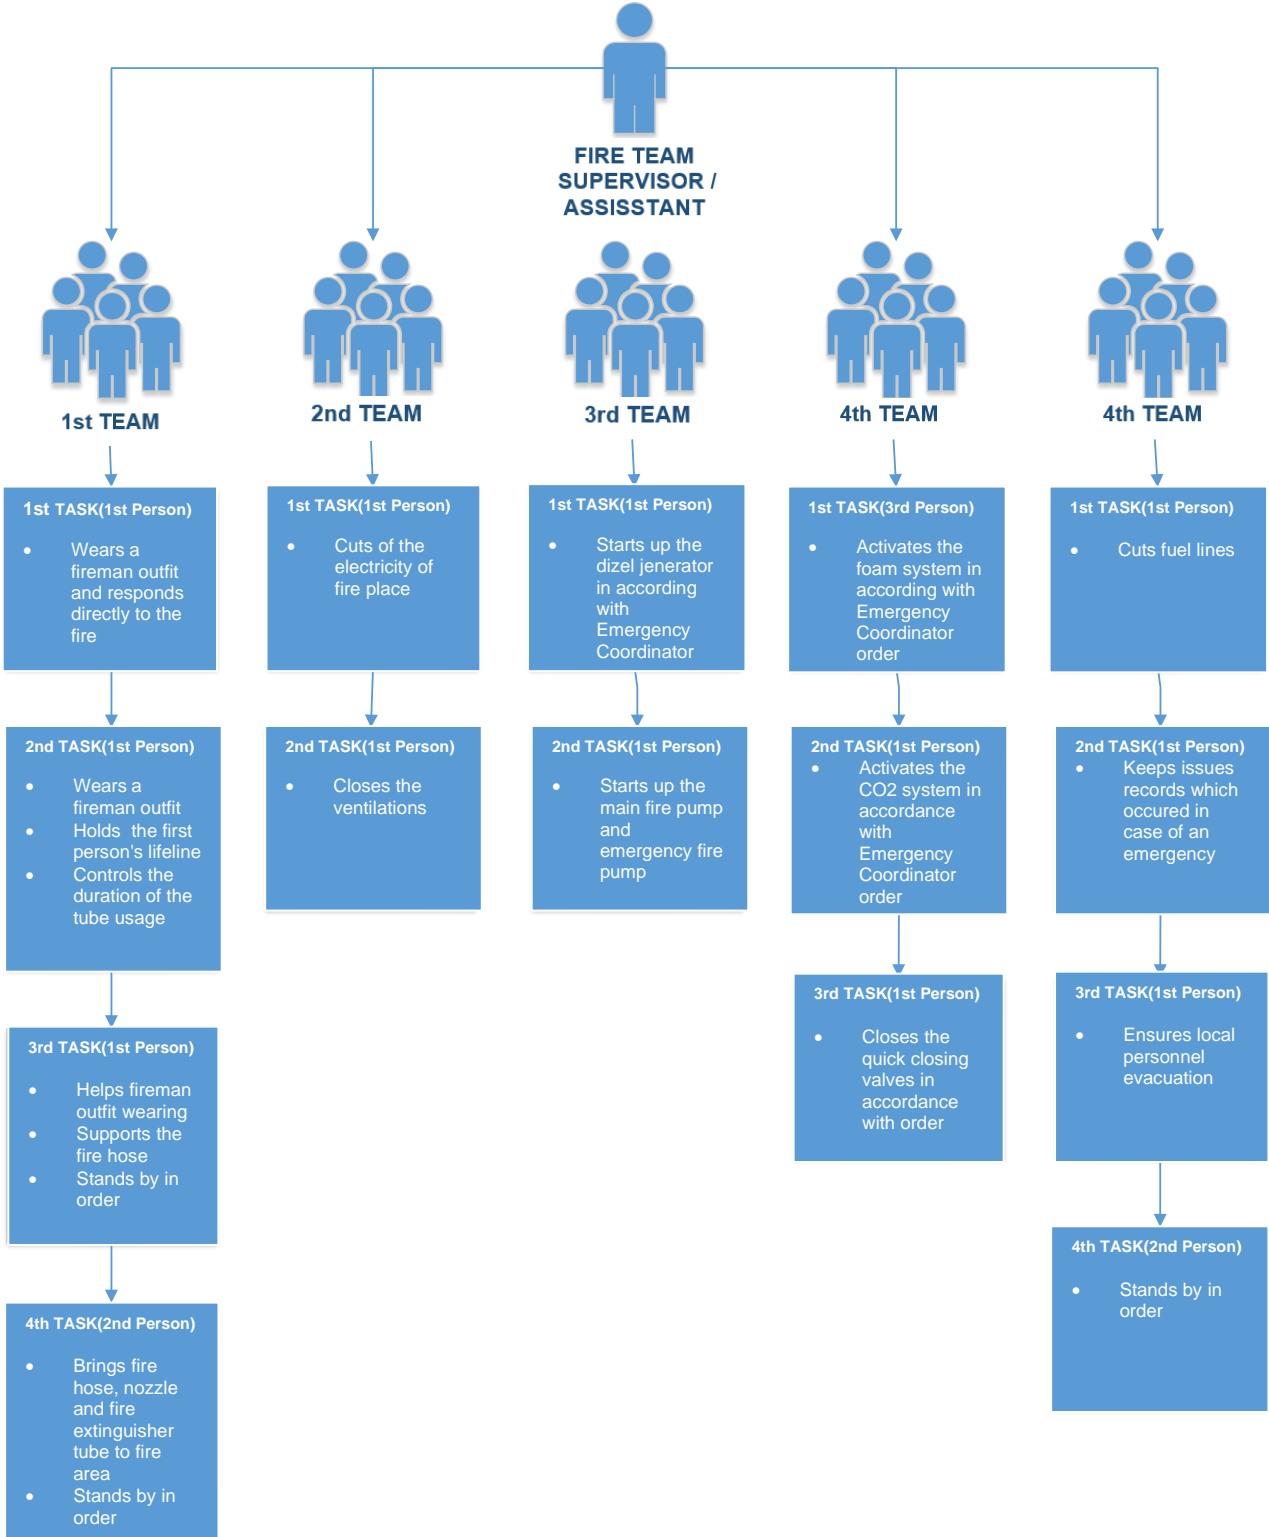 FIRE TEAM
SUPERVISOR /
ASSISSTANT
1st TEAM
2nd TEAM
3rd TEAM
4th TEAM
4th TEAM
1st TASK(1st Person)
Wears a
fireman outfit
and responds
directly to the
fire
2nd TASK(1st Person)
Wears a
fireman outfit
Holds the first
person's lifeline
Controls the
duration of the
tube usage
3rd TASK(1st Person)
Helps fireman
outfit wearing
Supports the
fire hose
Stands by in
order
4th TASK(2nd Person)
Brings fire
hose, nozzle
and fire
extinguisher
tube to fire
area
Stands by in
order
1st TASK(1st Person)
Cuts of the
electricity of
fire place
2nd TASK(1st Person)
Closes the
ventilations
1st TASK(1st Person)
Starts up the
dizel jenerator
in according
with
Emergency
Coordinator
2nd TASK(1st Person)
Starts up the
main fire pump
and
emergency fire
pump
1st TASK(3rd Person)
Activates the
foam system in
according with
Emergency
Coordinator
order
2nd TASK(1st Person)
Activates the
CO2 system in
accordance
with
Emergency
Coordinator
order
3rd TASK(1st Person)
Closes the
quick closing
valves in
accordance
with order
1st TASK(1st Person)
Cuts fuel lines
2nd TASK(1st Person)
Keeps issues
records which
occured in
case of an
emergency
3rd TASK(1st Person)
Ensures local
personnel
evacuation
4th TASK(2nd Person)
Stands by in
order